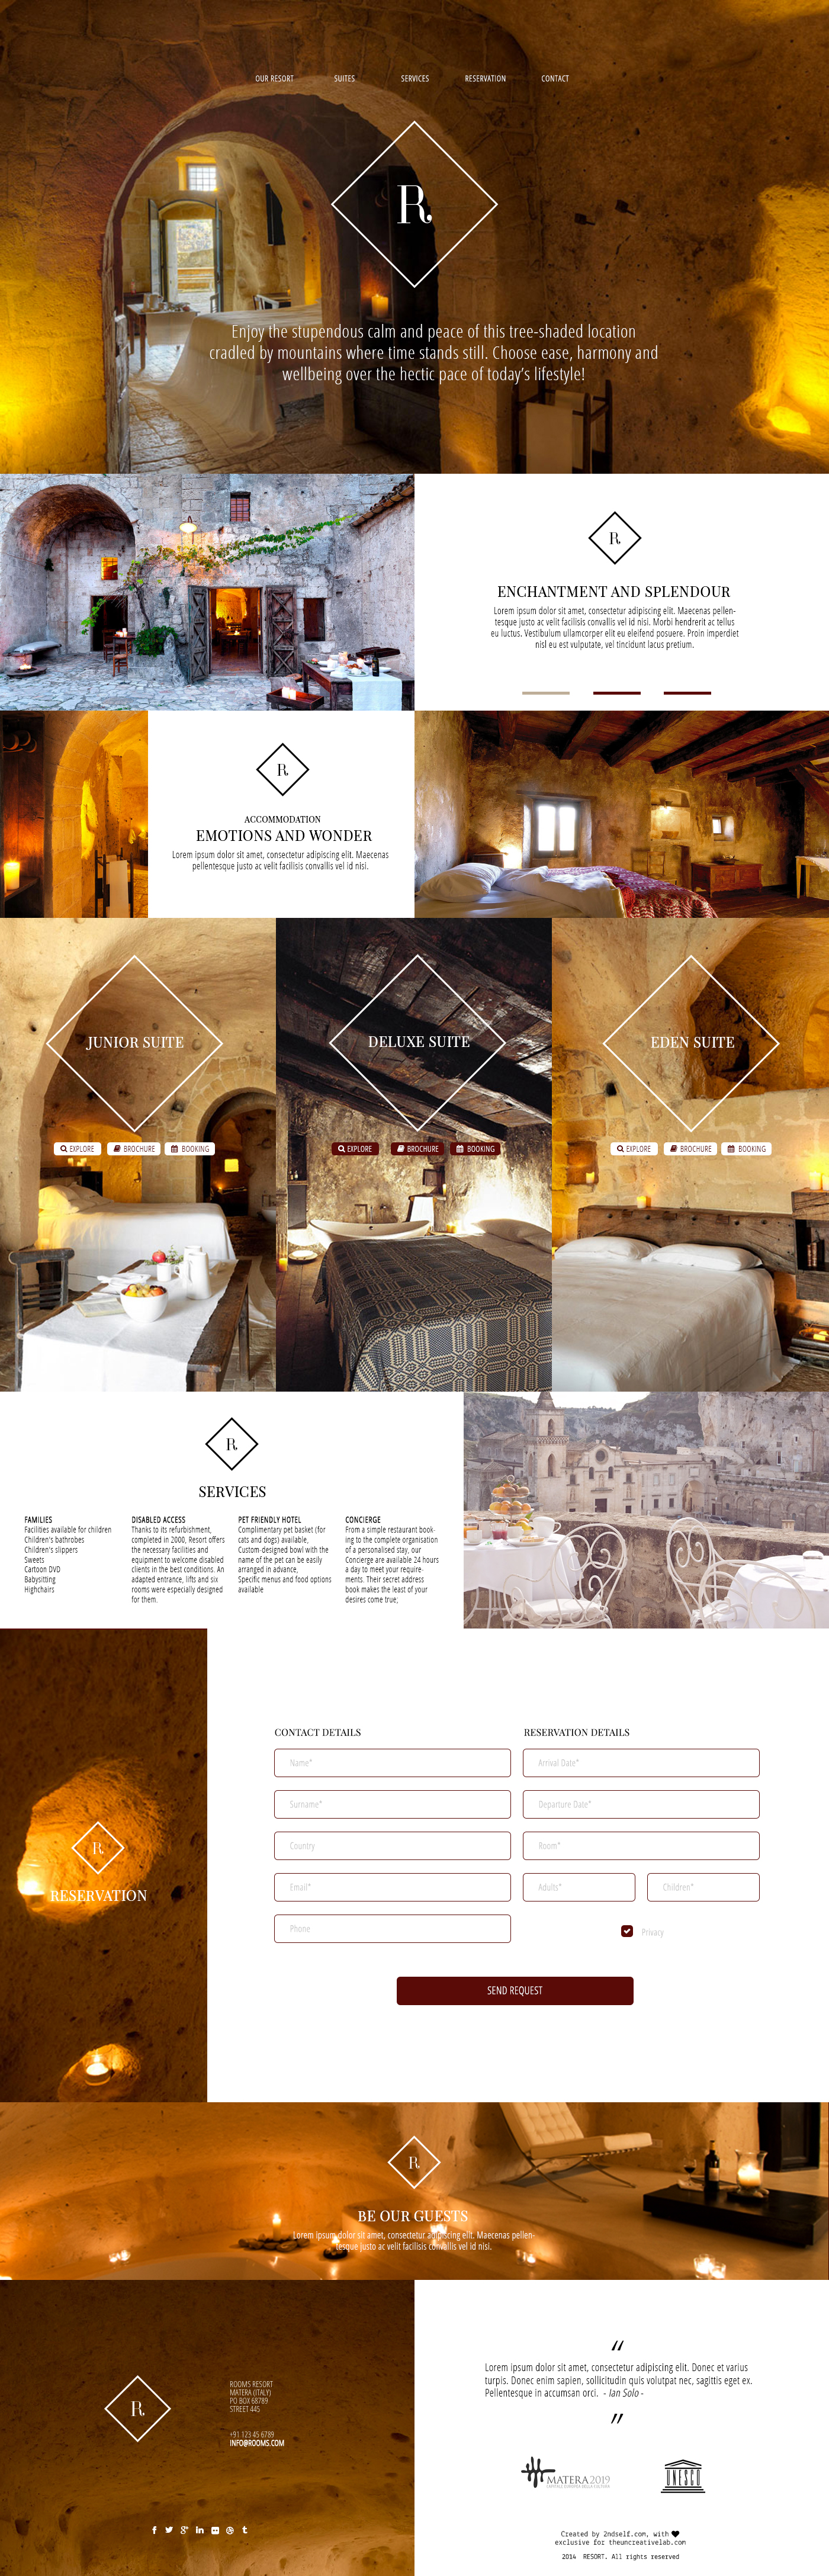 OUR RESORT SUITES SERVICES RESERVATION CONTACT
R
Enjoy the stupendous calm and peace of this tree-shaded location
cradled by mountains where time stands still. Choose ease, harmony and
wellbeing over the hectic pace of today's lifestyle!
R
ENCHANTMENT AND SPLENDOUR
Lorem ipsum dolor sit amet, consectetur adipiscing elit. Maecenas pellen-
tesque justo ac velit facilisis convallis vel id nisi. Morbi hendrerit ac tellus
eu luctus. Vestibulum ullamcorper elit eu eleifend posuere. Proin imperdiet
nisl eu est vulputate, vel tincidunt lacus pretium.
R
ACCOMMODATION
EMOTIONS AND WONDER
Lorem ipsum dolor sit amet, consectetur adipiscing elit. Maecenas
pellentesque justo ac velit facilisis convallis vel id nisi.
JUNIOR SUITE
EXPLORE BROCHURE BOOKING
DELUXE SUITE
EXPLORE BROCHURE BOOKING
EDEN SUITE
EXPLORE BROCHURE BOOKING
R
SERVICES
FAMILIES
Facilities available for children
Children's bathrobes
Children's slippers
Sweets
Cartoon DVD
Babysitting
Highchairs
DISABLED ACCESS
Thanks to its refurbishment,
completed in 2000, Resort offers
the necessary facilities and
equipment to welcome disabled
clients in the best conditions. An
adapted entrance, lifts and six
rooms were especially designed
for them.
PET FRIENDLY HOTEL
Complimentary pet basket (for
cats and dogs) available,
Custom-designed bowl with the
name of the pet can be easily
arranged in advance,
Specific menus and food options
available
CONCIERGE
From a simple restaurant book-
ing to the complete organisation
of a personalised stay, our
Concierge are available 24 hours
a day to meet your require-
ments. Their secret address
book makes the least of your
desires come true;
R
RESERVATION
CONTACT DETAILS
Name*
Surname*
Country
Email*
Phone
RESERVATION DETAILS
Arrival Date*
Departure Date*
Room*
Adults* Children*
Privacy
SEND REQUEST
R
BE OUR GUESTS
Lorem ipsum dolor sit amet, consectetur adipiscing elit. Maecenas pellen-
tesque justo ac velit facilisis convallis vel id nisi.
R
ROOMS RESORT
MATERA (ITALY)
PO BOX 68789
STREET 445
+91 123 45 6789
INFO@ROOMS.COM
"
Lorem ipsum dolor sit amet, consectetur adipiscing elit. Donec et varius
turpis. Donec enim sapien, sollicitudin quis volutpat nec, sagittis eget ex.
Pellentesque in accumsan orci. - Ian Solo -
"
MATERA2019
UNESCO
Created by 2ndself.com, with ♥
exclusive for theuncreativelab.com
2014 RESORT, All rights reserved